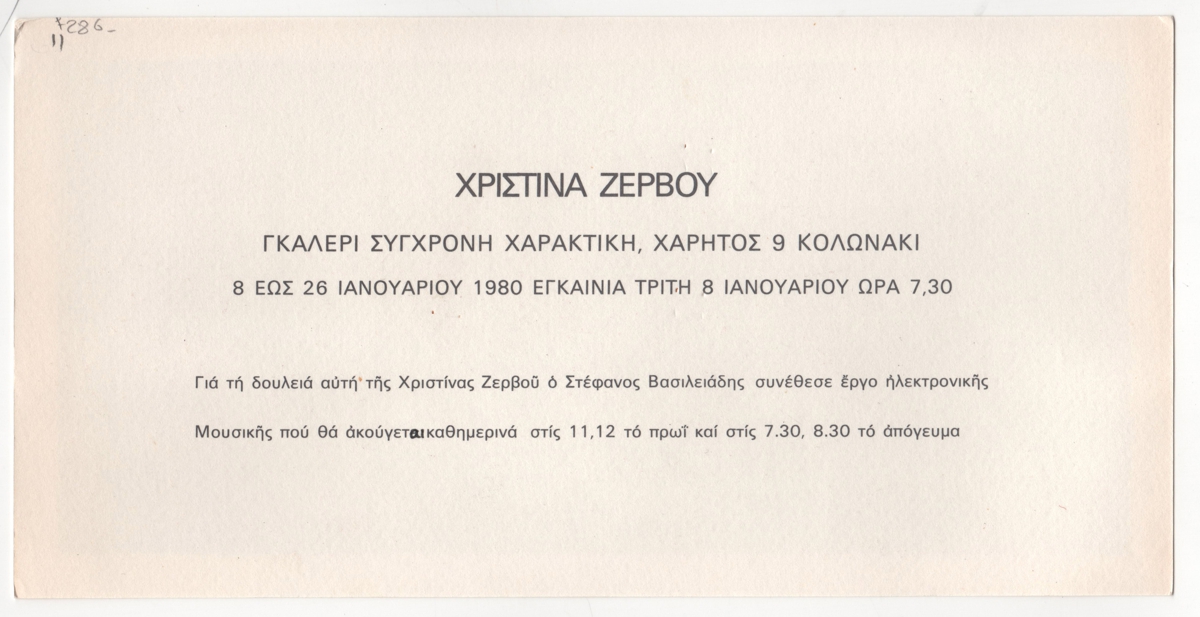 7286-
11
ΧΡΙΣΤΙΝΑ ΖΕΡΒΟΥ
ΓΚΑΛΕΡΙ ΣΥΓΧΡΟΝΗ ΧΑΡΑΚΤΙΚΗ, ΧΑΡΗΤΟΣ 9 ΚΟΛΩΝΑΚΙ
8 ΕΩΣ 26 ΙΑΝΟΥΑΡΙΟΥ 1980 ΕΓΚΑΙΝΙΑ ΤΡΙΤΗ 8 ΙΑΝΟΥΑΡΙΟΥ ΩΡΑ 7,30
Γιά τή δουλειά αὐτή τῆς Χριστίνας Ζερβοῦ ὁ Στέφανος Βασιλειάδης συνέθεσε ἔργο ἠλεκτρονικῆς
Μουσικῆς πού θά ἀκούγεται καθημερινά στίς 11,12 τό πρωΐ καί στίς 7.30, 8.30 τό ἀπόγευμα